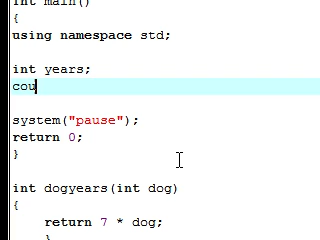 int main()
{
using namespace std;
int years;
cou
system("pause");
return 0;
}
int dogyears(int dog)
{
return 7 * dog;
}